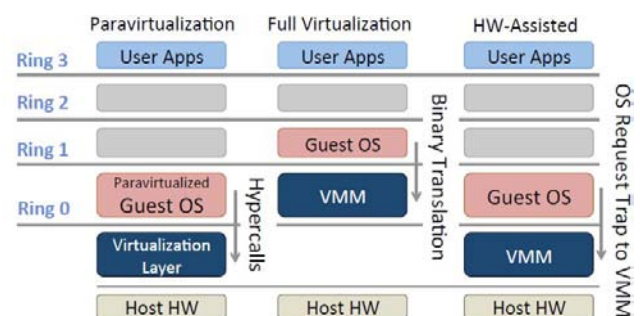 Paravirtualization Full Virtualization HW-Assisted
Ring 3 User Apps User Apps User Apps
Ring 2
Ring 1 Guest OS
Ring 0 Paravirtualized
Guest OS VMM Guest OS
Virtualization
Layer VMM
Host HW Host HW Host HW
Hypercalls
Binary Translation
OS Request Trap to VMM